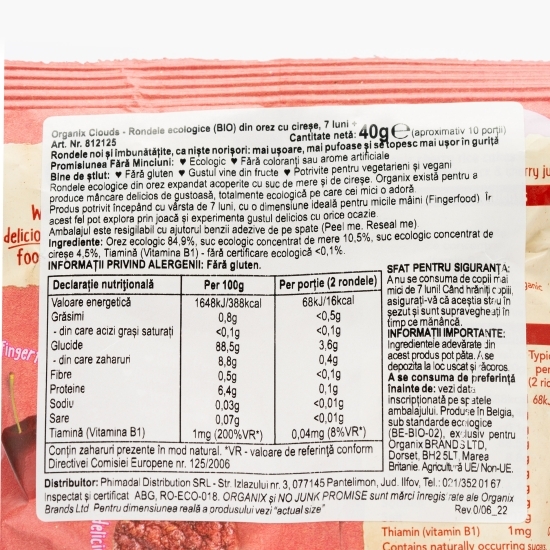 Organix Clouds - Rondele ecologice (BIO) din orez cu cireșe, 7 luni +
Art. Nr. 812125
Cantitate netă: 40g e (aproximativ 10 porții)
Rondele noi și îmbunătățite, ca niște norișori: mai ușoare, mai pufoase și se topesc mai ușor în guriță
Promisiunea Fără Minciuni: ♥ Ecologic ♥ Fără coloranți sau arome artificiale
Bine de știut: ♥ Fără gluten ♥ Gustul vine din fructe ♥ Potrivite pentru vegetarieni și vegani
Rondele ecologice din orez expandat acoperite cu suc de mere și de cireșe. Organix există pentru a
produce mâncare delicios de gustoasă, totalmente ecologică pe care cei mici o adoră.
Produs potrivit începând cu vârsta de 7 luni, cu o dimensiune ideală pentru micile mâini (Fingerfood) Îr
acest fel pot explora prin joacă și experimenta gustul delicios cu orice ocazie.
Ambalajul este resigilabil cu ajutorul benzii adezive de pe spate (Peel me. Reseal me)
Ingrediente: Orez ecologic 84,9%, suc ecologic concentrat de mere 10,5%, suc ecologic concentrat de
cireșe 4,5%, Tiamină (Vitamina B1) - fără certificare ecologică <0,1%.
INFORMAȚII PRIVIND ALERGENII: Fără gluten.
Declarație nutrițională Per 100g Per porție (2 rondele)
Valoare energetică 1648kJ/388kcal 68kJ/16kcal
Grăsimi 0,8g <0,5g
- din care acizi grași saturați <0,1g <0,1g
Glucide 88,5g 3,6g
- din care zaharuri 8,8g 0,4g
Fibre 0,5g <0,1g
Proteine 6,4g 0,1g
Sodiu 0,03g <0,01g
Sare 0,07g <0,01g
Tiamină (Vitamina B1) 1mg (200%VR*) 0,04mg (8%VR*)
Conțin zaharuri prezente în mod natural. *VR - valoare de referință conform
Directivei Comisiei Europene nr. 125/2006
SFAT PENTRU SIGURANȚA:
A nu se consuma de copii mai
mici de 7 luni! Când hrăniți copiii,
asigurați-vă că aceștia stau în
șezut și sunt supravegheați în
timp ce mănâncă.
INFORMAȚII IMPORTANTE:
Ingredientele adevărate din
acest produs pot păta. A se
depozita la loc uscat și răcoros.
A se consuma de preferință
înainte de: vezi data
inscripționată pe spatele
ambalajului. Produse în Belgia,
sub standarde ecologice
(BE-BIO-02), exclusiv pentru
Organix BRANDS LTD,
Dorset, BH2 5LT, Marea
Britanie. Agricultură UE/Non-UE.
Distribuitor: Phimadal Distribution SRL - Str. Izlazului nr. 3, 077145 Pantelimon, Jud. Ilfov, Tel.: 021/352 01 67
Inspectat și certificat ABG, RO-ECO-018. ORGANIX și NO JUNK PROMISE sunt mărci înregistrate ale Organix
Brands Ltd Pentru dimensiunea reală a produsului vezi "actual size" Rev.0/06_22
delicio
foo
finger
rry ju
ganic
Typi
per
(2 ric
68k
delici
Thiamin (vitamin B1) 1mg
Contains naturally occurring sugars